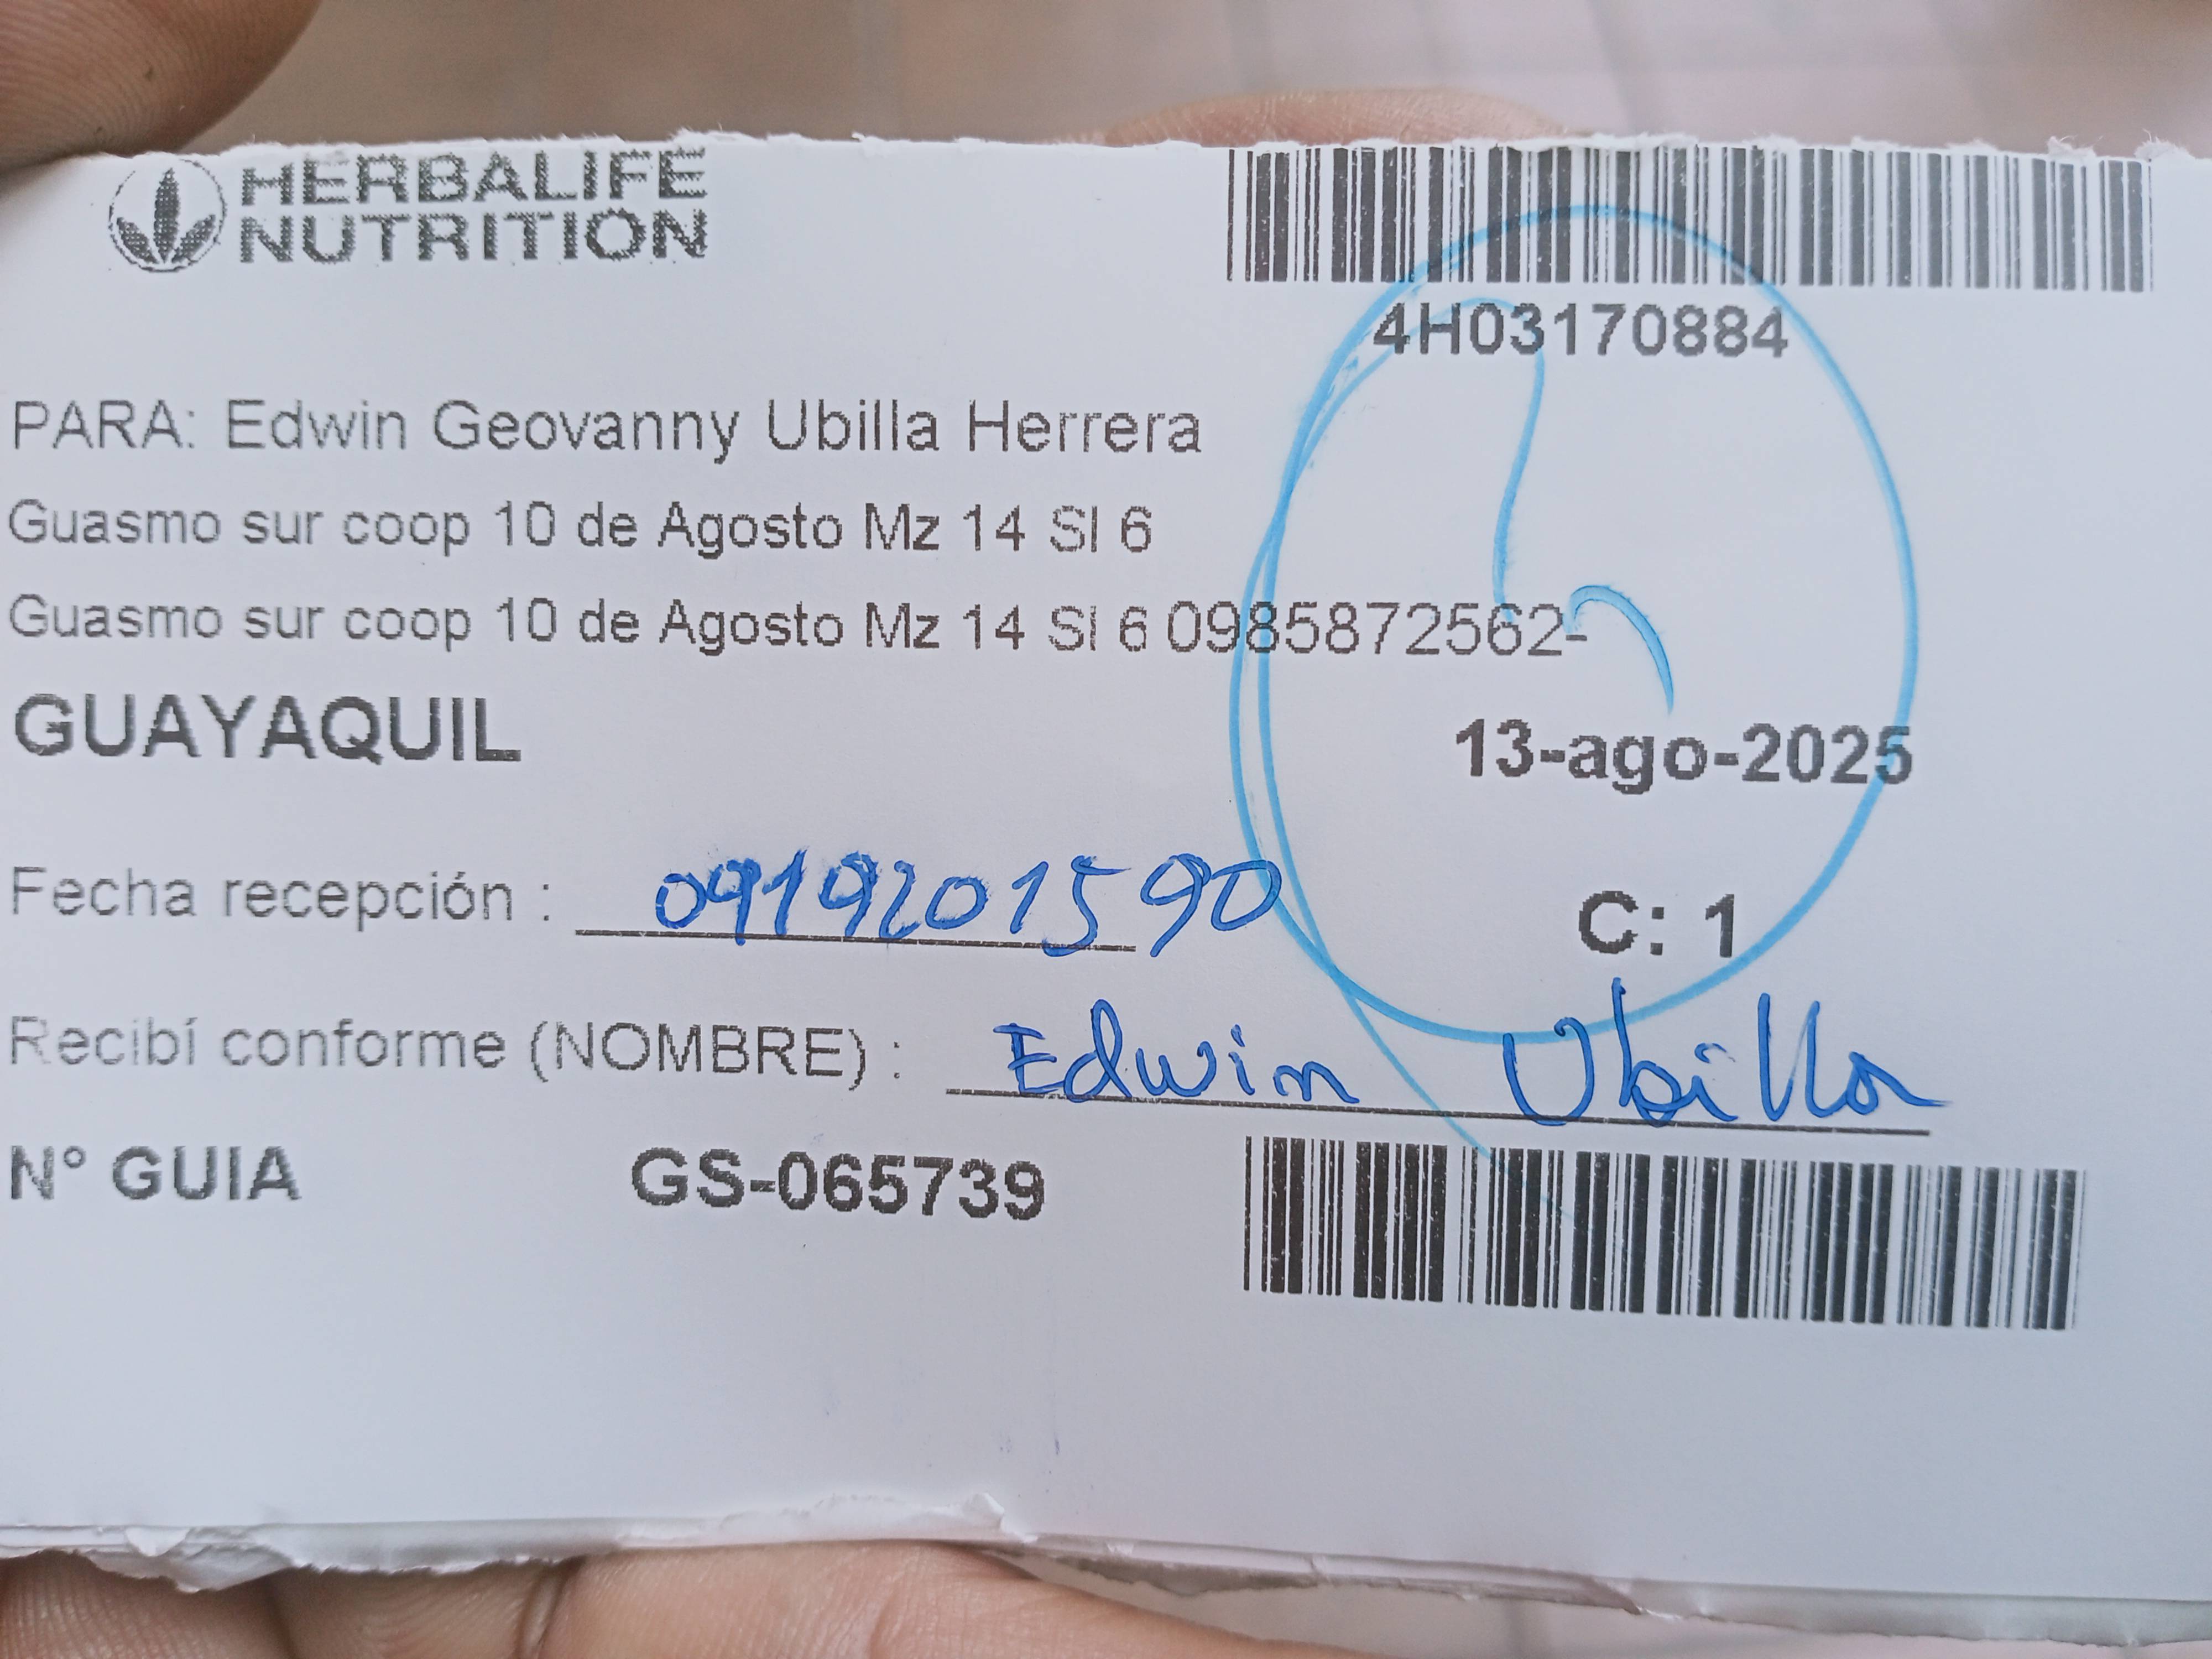 HERBALIFE
NUTRITION
4H03170884
PARA: Edwin Geovanny Ubilla Herrera
Guasmo sur coop 10 de Agosto Mz 14 Sl 6
Guasmo sur coop 10 de Agosto Mz 14 Sl 6 0985872562-
GUAYAQUIL
13-ago-2025
Fecha recepción : 0919201590
C: 1
Recibí conforme (NOMBRE) : Edwin Ubilla
N° GUIA GS-065739